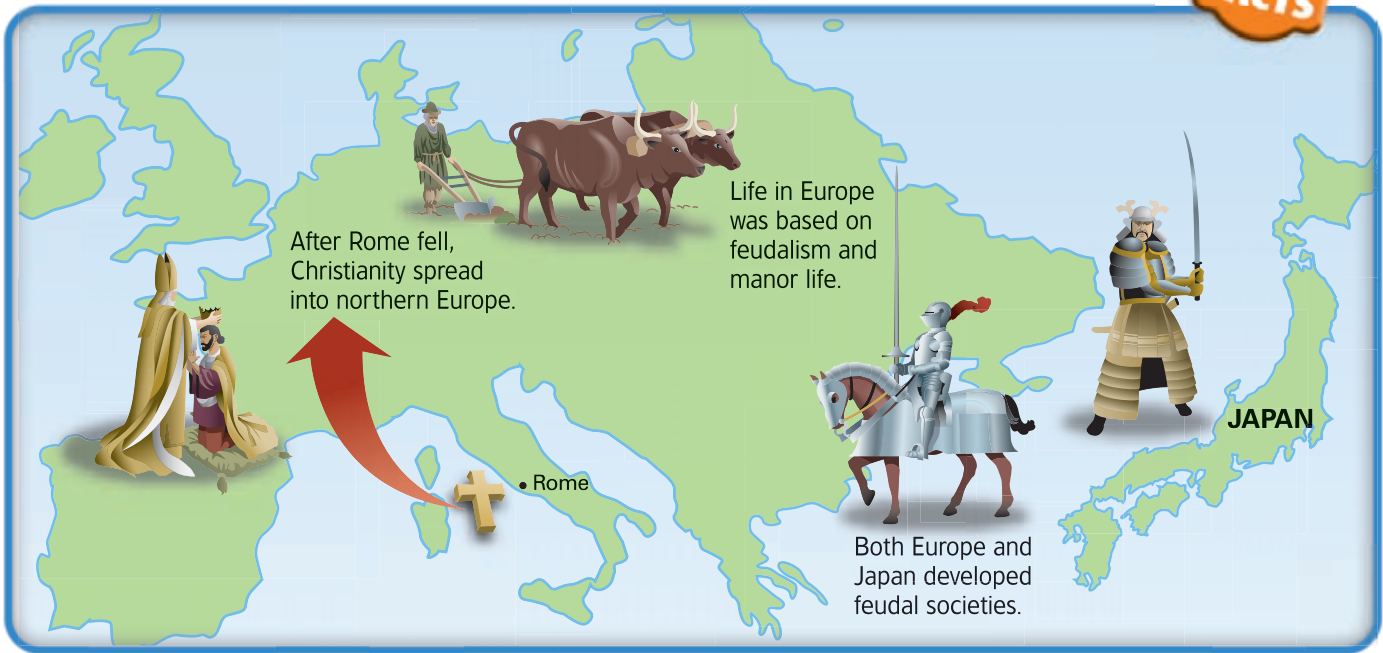 After Rome fell,
Christianity spread
into northern Europe.
Life in Europe
was based on
feudalism and
manor life.
Rome
JAPAN
Both Europe and
Japan developed
feudal societies.